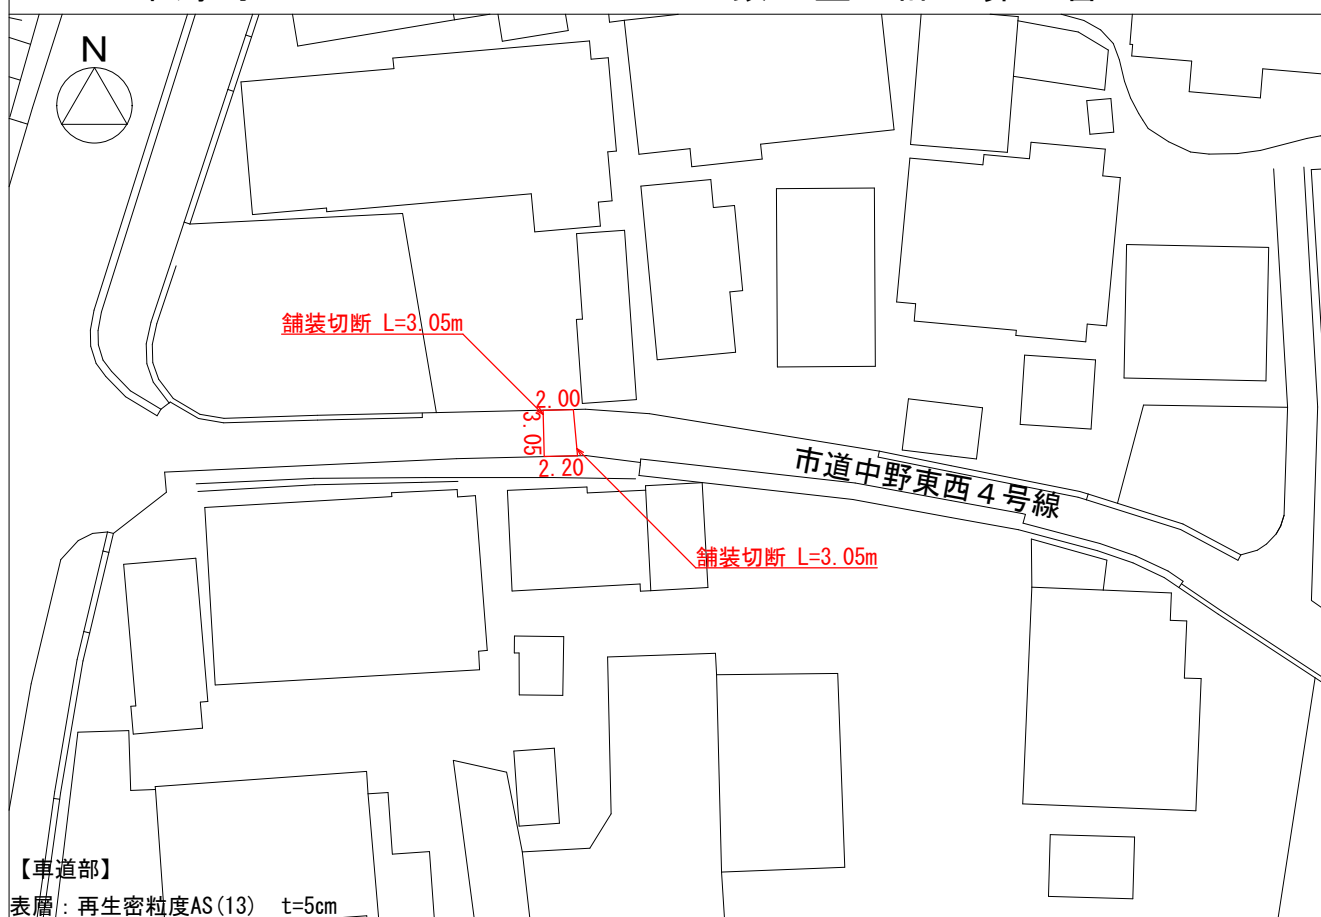 N
舗装切断 L=3.05m
2.00
3.05
2.20
市道中野東西４号線
舗装切断 L=3.05m
【車道部】
表層：再生密粒度AS(13) t=5cm